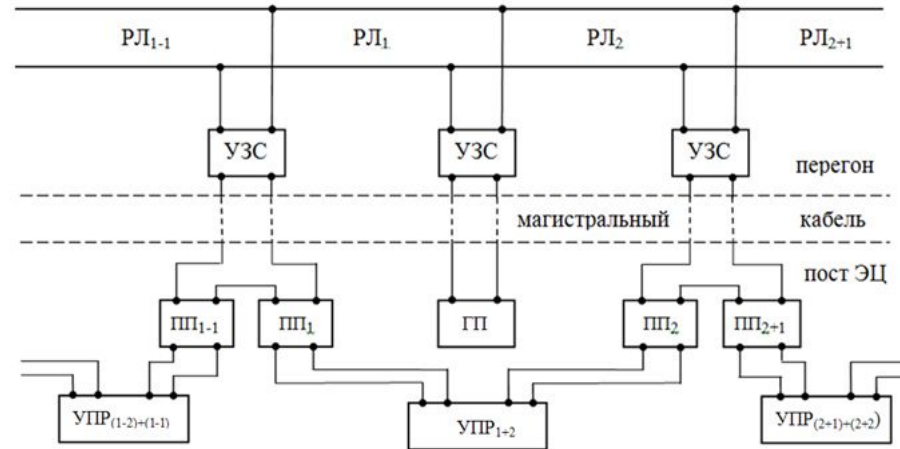 РЛ1-1 РЛ1 РЛ2 РЛ2+1
УЗС УЗС УЗС
перегон
магистральный кабель
пост ЭЦ
ПП1-1 ПП1 ГП ПП2 ПП2+1
УПР(1-2)+(1-1) УПР1+2 УПР(2+1)+(2+2)